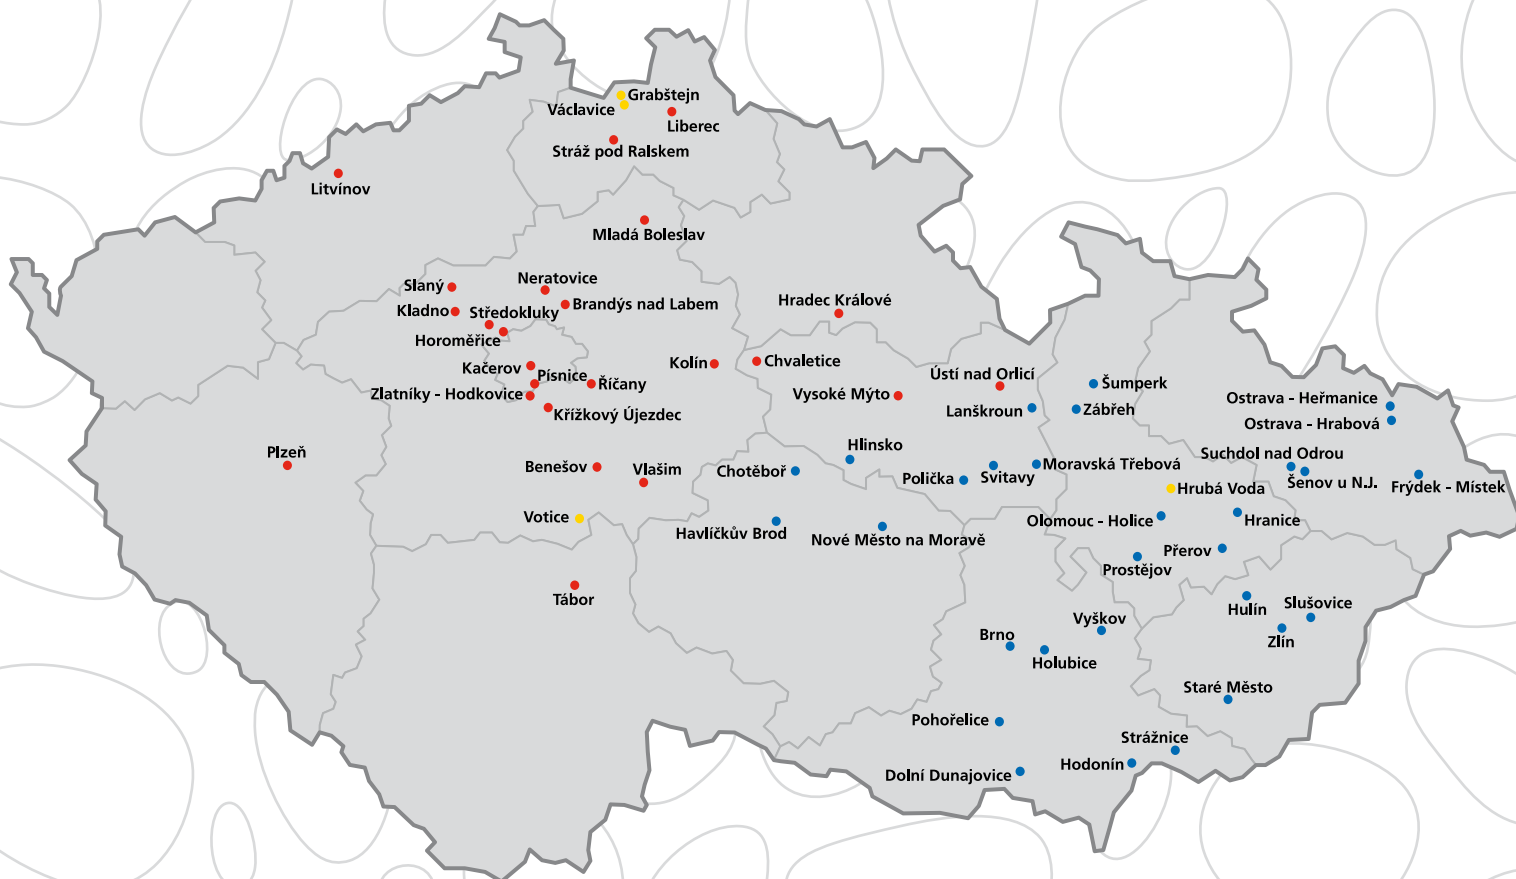 Grabštejn
Václavice
Liberec
Stráž pod Ralskem
Litvínov
Mladá Boleslav
Neratovice
Slaný
Brandýs nad Labem
Hradec Králové
Kladno
Středokluky
Horoměřice
Kolín
Chvaletice
Kačerov
Písnice
Říčany
Ústí nad Orlicí
Šumperk
Zlatníky - Hodkovice
Vysoké Mýto
Ostrava - Heřmanice
Lanškroun
Zábřeh
Křížkový Újezdec
Ostrava - Hrabová
Hlinsko
Plzeň
Suchdol nad Odrou
Benešov
Vlašim
Chotěboř
Moravská Třebová
Polička
Svitavy
Šenov u N.J.
Frýdek - Místek
Hrubá Voda
Votice
Olomouc - Holice
Hranice
Havlíčkův Brod
Nové Město na Moravě
Přerov
Prostějov
Tábor
Hulín
Slušovice
Vyškov
Brno
Zlín
Holubice
Staré Město
Pohořelice
Strážnice
Hodonín
Dolní Dunajovice